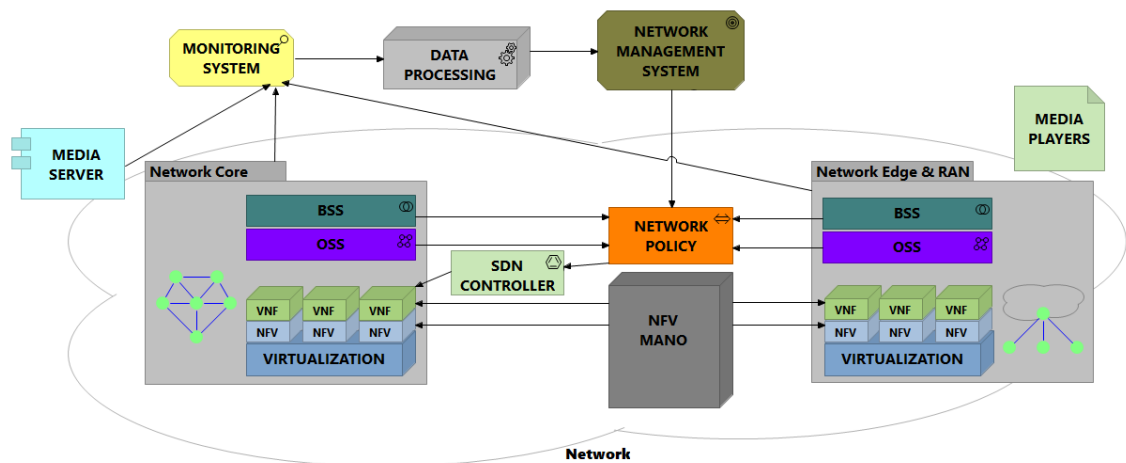 MONITORING
SYSTEM
DATA
PROCESSING
NETWORK
MANAGEMENT
SYSTEM
MEDIA
PLAYERS
MEDIA
SERVER
Network Core
BSS
OSS
VNF VNF VNF
NFV NFV NFV
VIRTUALIZATION
NETWORK
POLICY
SDN
CONTROLLER
NFV
MANO
Network Edge & RAN
BSS
OSS
VNF VNF VNF
NFV NFV NFV
VIRTUALIZATION
Network